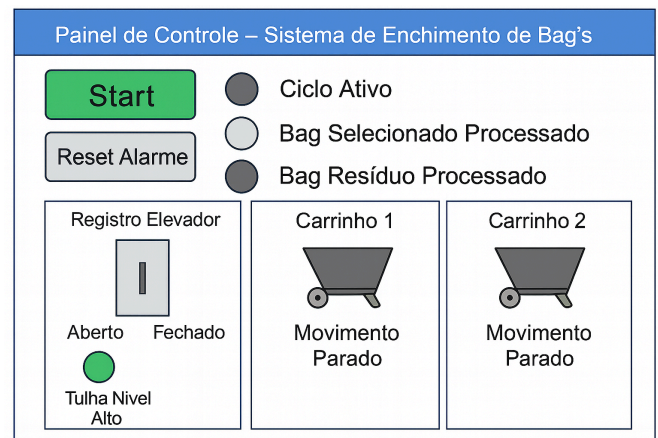 Painel de Controle – Sistema de Enchimento de Bag's
Start
Ciclo Ativo
Reset Alarme
Bag Selecionado Processado
Bag Resíduo Processado
Registro Elevador
Aberto Fechado
Tulha Nivel
Alto
Carrinho 1
Movimento
Parado
Carrinho 2
Movimento
Parado